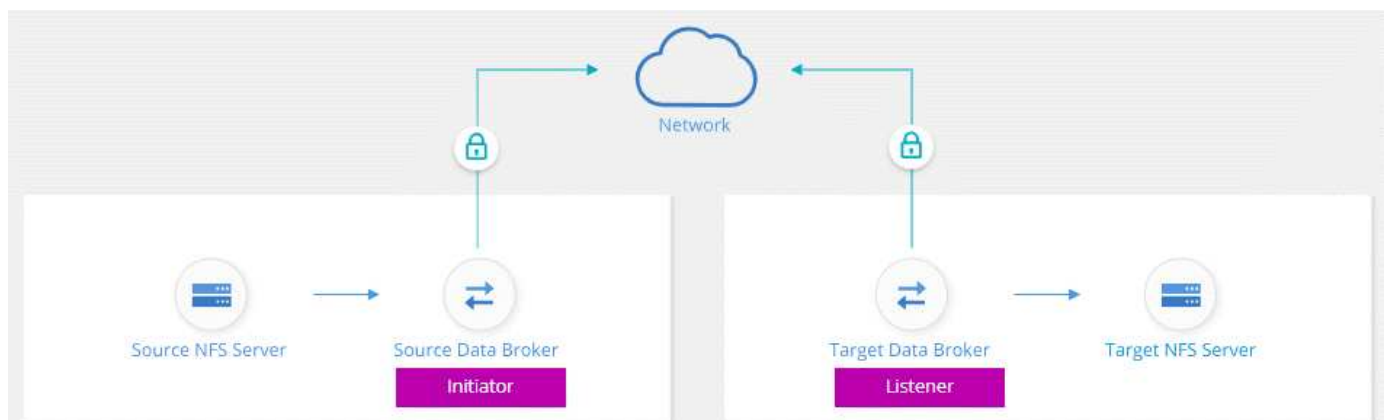 Network
Source NFS Server
Source Data Broker
Target Data Broker
Target NFS Server
Initiator
Listener